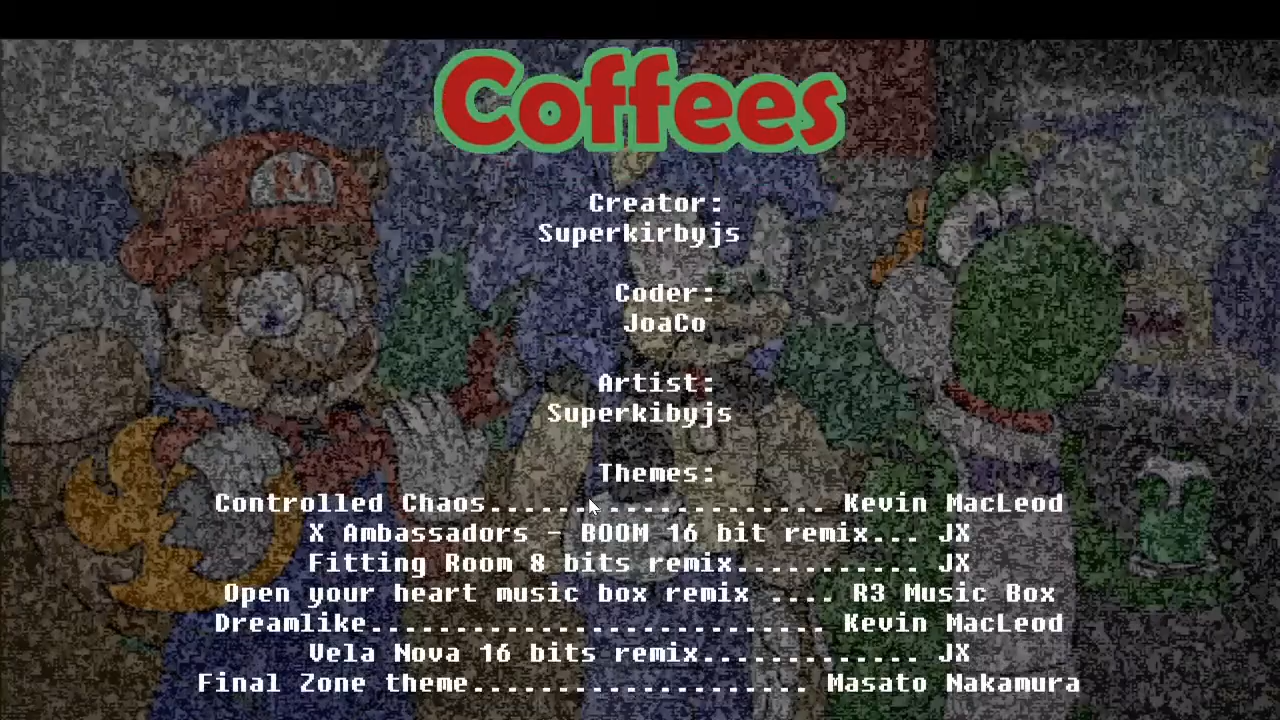 Coffees
Creator:
Superkirbyjs
Coder:
JoaCo
Artist:
Superkibyjs
Themes:
Controlled Chaos.................... Kevin MacLeod
X Ambassadors - BOOM 16 bit remix... JX
Fitting Room 8 bits remix........... JX
Open your heart music box remix .... R3 Music Box
Dreamlike........................... Kevin MacLeod
Vela Nova 16 bits remix............. JX
Final Zone theme.................... Masato Nakamura